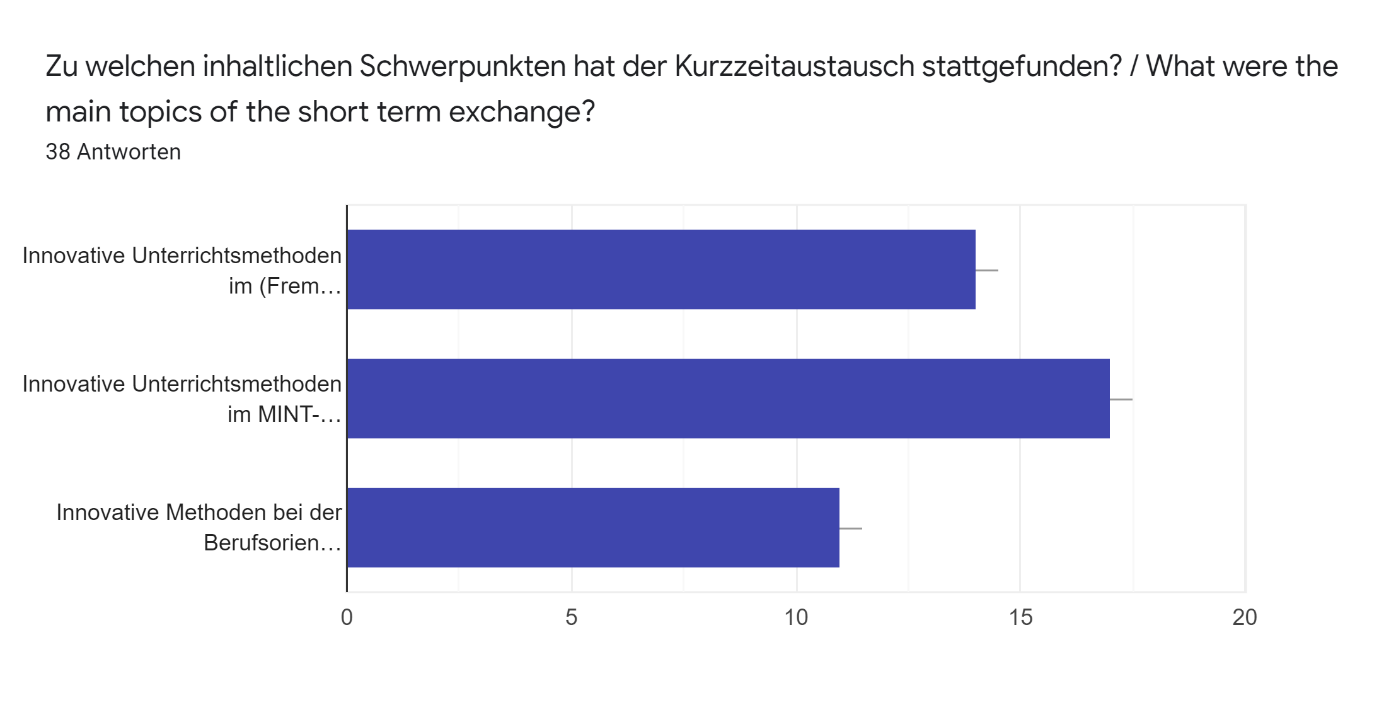 Zu welchen inhaltlichen Schwerpunkten hat der Kurzzeitaustausch stattgefunden? / What were the
main topics of the short term exchange?
38 Antworten
Innovative Unterrichtsmethoden
im (Frem…
Innovative Unterrichtsmethoden
im MINT-…
Innovative Methoden bei der
Berufsorien…
0 5 10 15 20